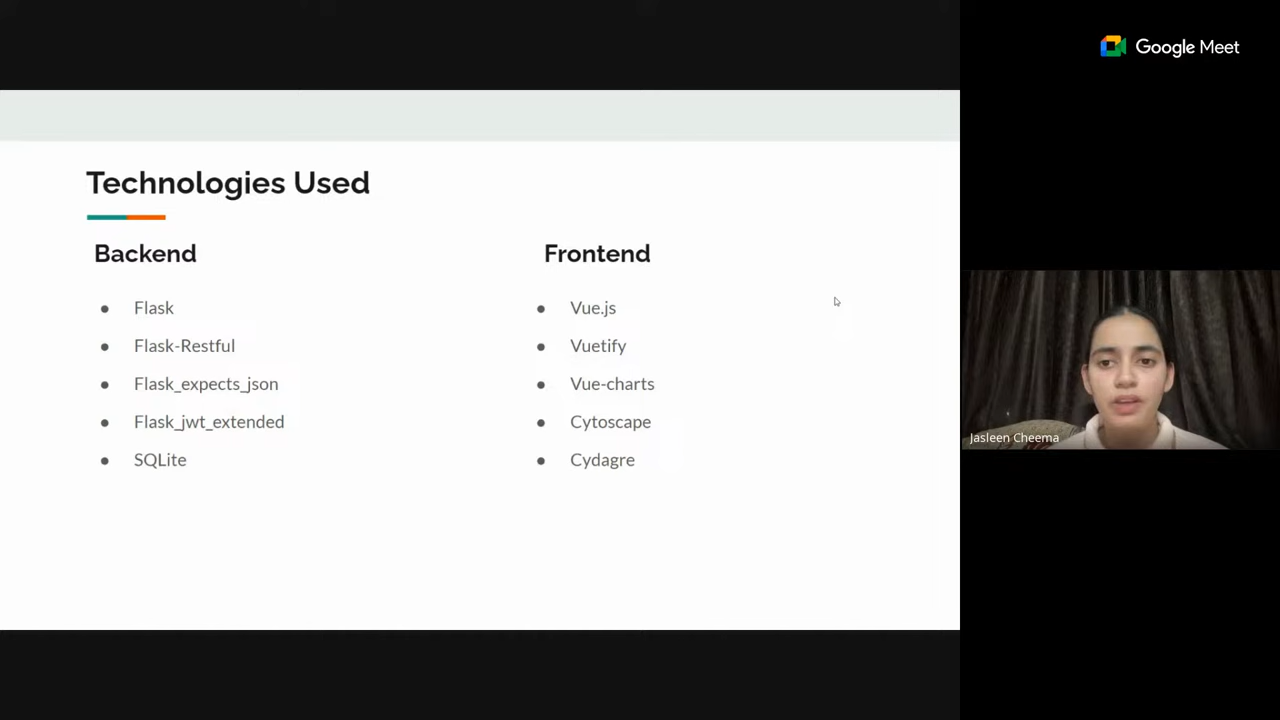 Google Meet
Technologies Used
Backend
Flask
Flask-Restful
Flask_expects_json
Flask_jwt_extended
SQLite
Frontend
Vue.js
Vuetify
Vue-charts
Cytoscape
Cydagre
Jasleen Cheema